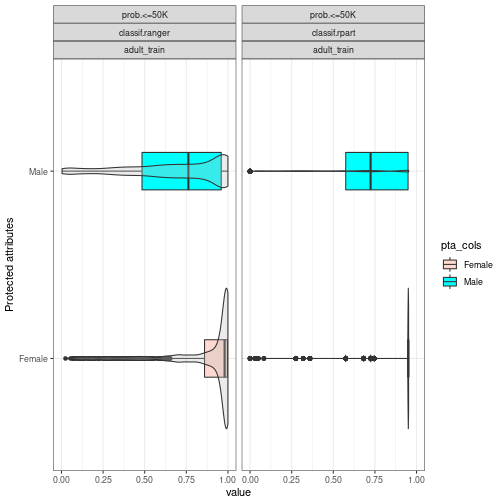 prob.<=50K prob.<=50K
classif.ranger classif.rpart
adult_train adult_train
Protected attributes
Male
Female
pta_cols
Female
Male
0.00 0.25 0.50 0.75 1.00 0.00 0.25 0.50 0.75 1.00
value